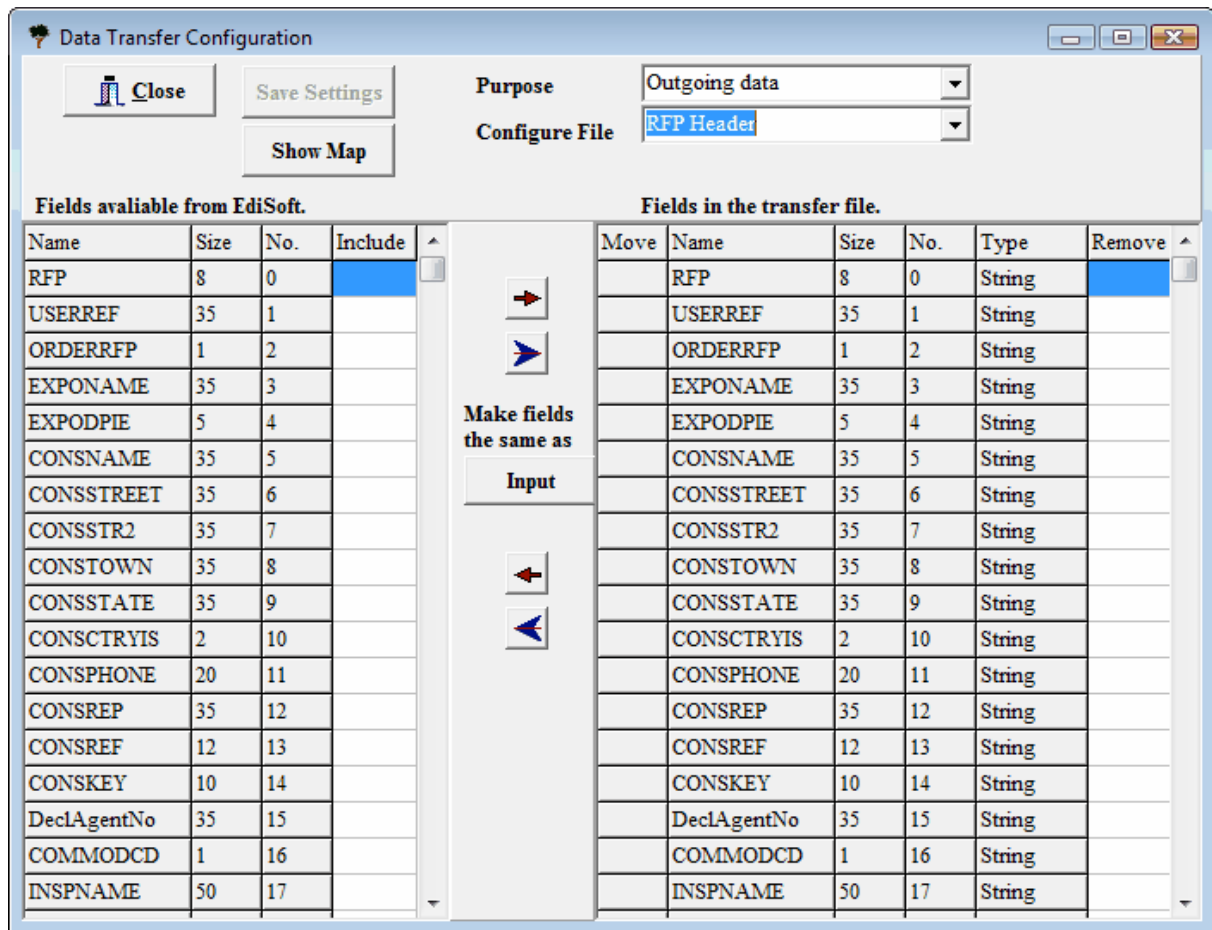 Data Transfer Configuration
Close
Save Settings
Purpose
Outgoing data
Configure File
RFP Header
Show Map
Fields avaliable from EdiSoft.
Fields in the transfer file.
Name Size No. Include
RFP 8 0
USERREF 35 1
ORDERRFP 1 2
EXPONAME 35 3
EXPODPIE 5 4
CONSNAME 35 5
CONSSTREET 35 6
CONSSTR2 35 7
CONSTOWN 35 8
CONSSTATE 35 9
CONSCTRYIS 2 10
CONSPHONE 20 11
CONSREP 35 12
CONSREF 12 13
CONSKEY 10 14
DeclAgentNo 35 15
COMMODCD 1 16
INSPNAME 50 17
Make fields
the same as
Input
Move Name Size No. Type Remove
RFP 8 0 String
USERREF 35 1 String
ORDERRFP 1 2 String
EXPONAME 35 3 String
EXPODPIE 5 4 String
CONSNAME 35 5 String
CONSSTREET 35 6 String
CONSSTR2 35 7 String
CONSTOWN 35 8 String
CONSSTATE 35 9 String
CONSCTRYIS 2 10 String
CONSPHONE 20 11 String
CONSREP 35 12 String
CONSREF 12 13 String
CONSKEY 10 14 String
DeclAgentNo 35 15 String
COMMODCD 1 16 String
INSPNAME 50 17 String